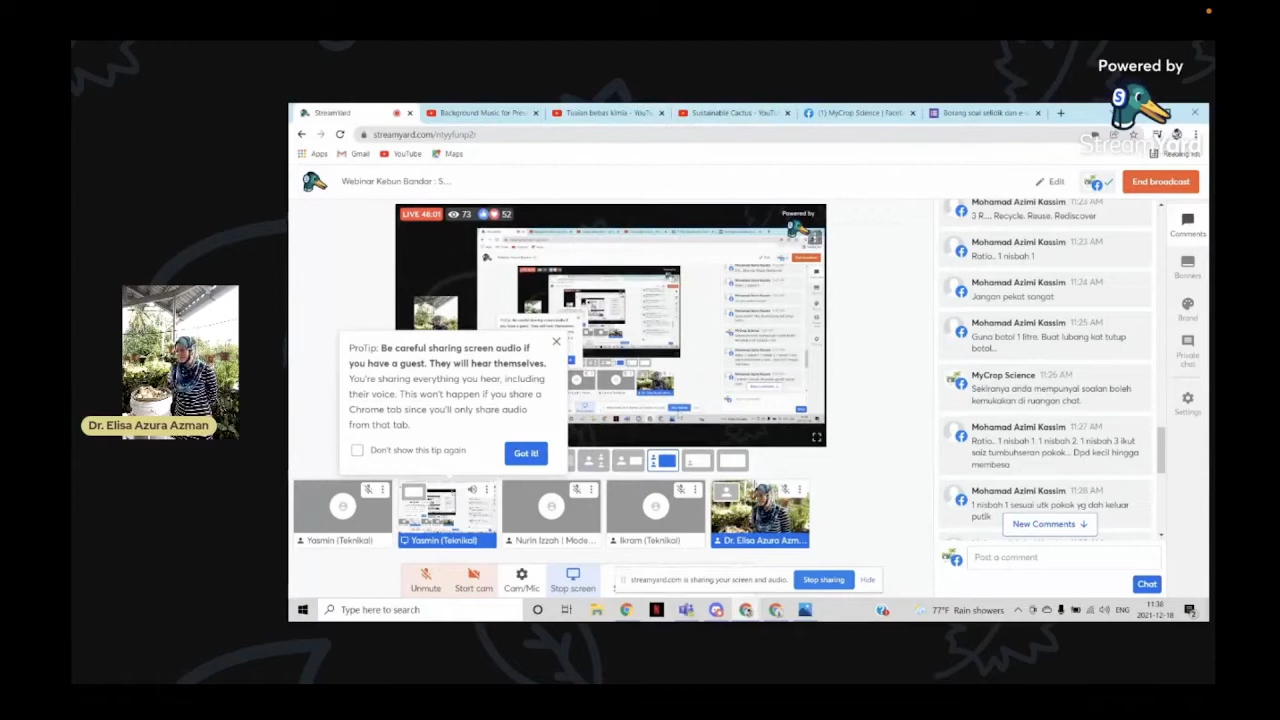 Powered by
StreamYard
StreamYard
Background Music for Pre
Tuaian bebas kimia - YouTu
Sustainable Cactus - YouTu
(1) MyCrop Science | Face
Borang soal selidik dan e-s
streamyard.com/ntyyfunp2r
Apps
Gmail
YouTube
Maps
Reading list
Webinar Kebun Bandar : S...
Edit
End broadcast
LIVE 48:01
73
52
Powered by
ProTip: Be careful sharing screen audio if
you have a guest. They will hear themselves.
You're sharing everything you hear, including
their voice. This won't happen if you share a
Chrome tab since you'll only share audio
from that tab.
Don't show this tip again
Got it!
Dr. Elisa Azura Azman
Yasmin (Teknikal)
Yasmin (Teknikal)
Nurin Izzah | Mode...
Ikram (Teknikal)
Dr. Elisa Azura Azm...
Unmute
Start cam
Cam/Mic
Stop screen
streamyard.com is sharing your screen and audio.
Stop sharing
Hide
Mohamad Azimi Kassim 11:23 AM
3 R.... Recycle. Reuse. Rediscover
Mohamad Azimi Kassim 11:23 AM
Ratio.. 1 nisbah 1
Mohamad Azimi Kassim 11:24 AM
Jangan pekat sangat
Mohamad Azimi Kassim 11:25 AM
Guna botol 1 litre. Buat lubang kat tutup
botol...
MyCrop Science 11:26 AM
Sekiranya anda mempunyai soalan boleh
kemukakan di ruangan chat.
Mohamad Azimi Kassim 11:27 AM
Ratio.. 1 nisbah 1. 1 nisbah 2. 1 nisbah 3 ikut
saiz tumbuhseran pokok... Dpd kecil hingga
membesa
Mohamad Azimi Kassim 11:28 AM
1 nisbah 1 sesuai utk pokok yg dah keluar
putik
New Comments
Post a comment
Chat
Comments
Banners
Brand
Private
chat
Settings
Type here to search
77°F Rain showers
ENG
11:38
2021-12-18